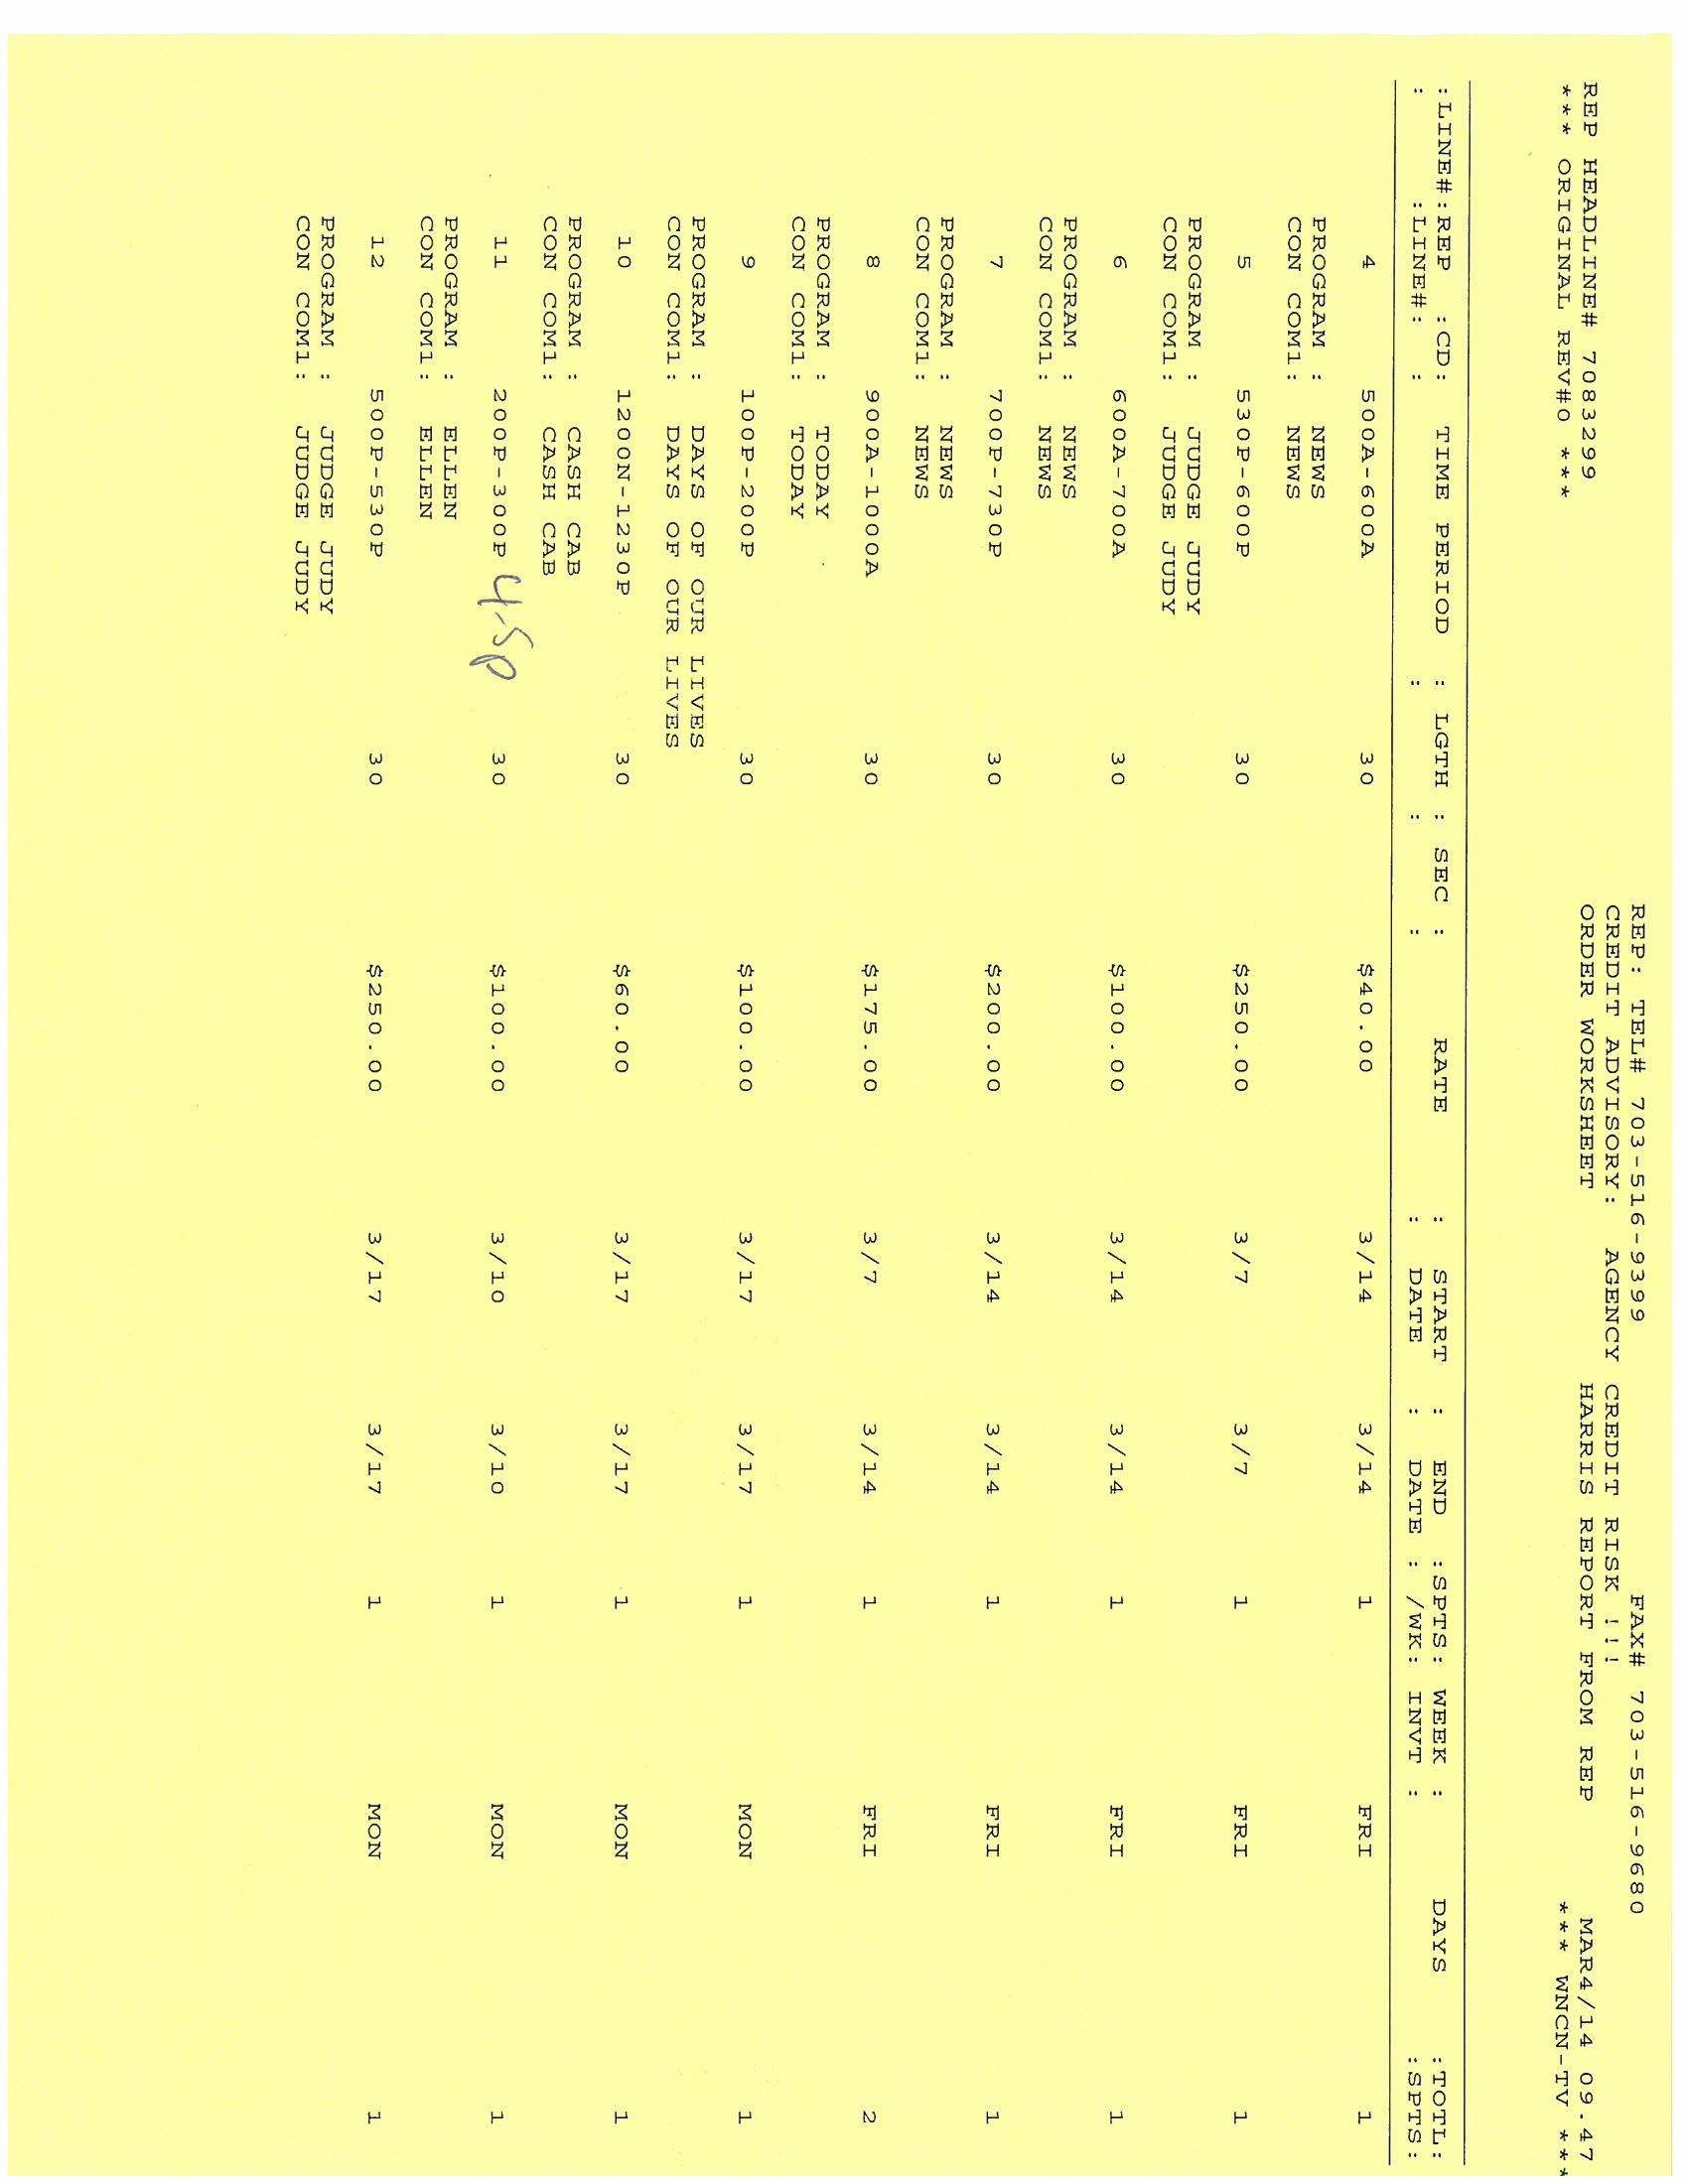 REP: TEL# 703-516-9399 FAX# 703-516-9680
CREDIT ADVISORY: AGENCY CREDIT RISK !!!
REP HEADLINE# 7083299 ORDER WORKSHEET HARRIS REPORT FROM REP MAR4/14 09.47
*** ORIGINAL REV#0 *** *** WNCN-TV ***
:LINE#:REP :CD: TIME PERIOD : LGTH : SEC : RATE : START : END :SPTS: WEEK : DAYS :TOTL:
: :LINE#: : : : : : DATE : DATE : /WK: INVT : :SPTS:
4 500A-600A 30 $40.00 3/14 3/14 1 FRI 1
PROGRAM : NEWS
CON COM1: NEWS
5 530P-600P 30 $250.00 3/7 3/7 1 FRI 1
PROGRAM : JUDGE JUDY
CON COM1: JUDGE JUDY
6 600A-700A 30 $100.00 3/14 3/14 1 FRI 1
PROGRAM : NEWS
CON COM1: NEWS
7 700P-730P 30 $200.00 3/14 3/14 1 FRI 1
PROGRAM : NEWS
CON COM1: NEWS
8 900A-1000A 30 $175.00 3/7 3/14 1 FRI 2
PROGRAM : TODAY
CON COM1: TODAY
9 100P-200P 30 $100.00 3/17 3/17 1 MON 1
PROGRAM : DAYS OF OUR LIVES
CON COM1: DAYS OF OUR LIVES
10 1200N-1230P 30 $60.00 3/17 3/17 1 MON 1
PROGRAM : CASH CAB
CON COM1: CASH CAB
11 200P-300P 4-5p 30 $100.00 3/10 3/10 1 MON 1
PROGRAM : ELLEN
CON COM1: ELLEN
12 500P-530P 30 $250.00 3/17 3/17 1 MON 1
PROGRAM : JUDGE JUDY
CON COM1: JUDGE JUDY